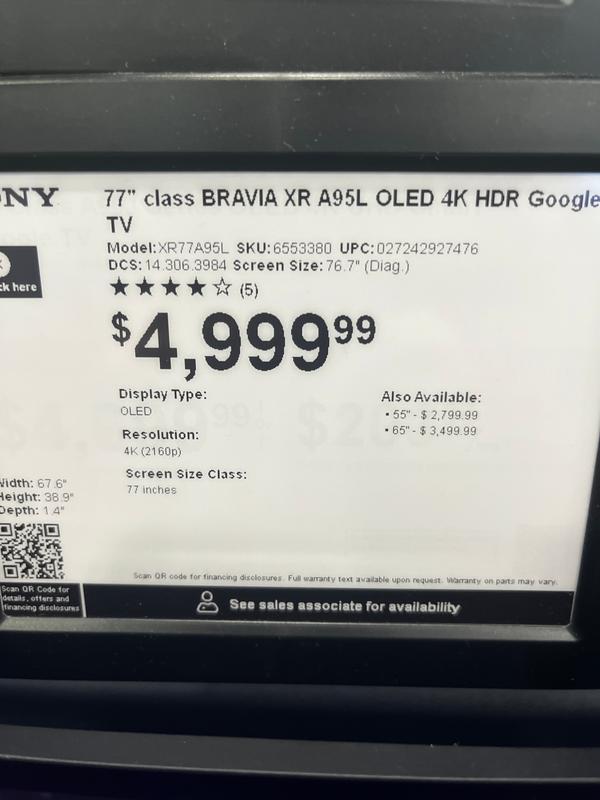 NY
77" class BRAVIA XR A95L OLED 4K HDR Google
TV
Model:XR77A95L SKU:6553380 UPC:027242927476
DCS:14.306.3984 Screen Size:76.7" (Diag.)
here
(5)
$4,999 99
Display Type:
OLED
Also Available:
• 55" - $ 2,799.99
• 65" - $ 3,499.99
Resolution:
4K (2160p)
Screen Size Class:
77 inches
Width: 67.6"
Height: 38.9"
Depth: 1.4"
Scan QR code for financing disclosures. Full warranty text available upon request. Warranty on parts may vary.
Scan QR Code for
details, offers and
financing disclosures
See sales associate for availability